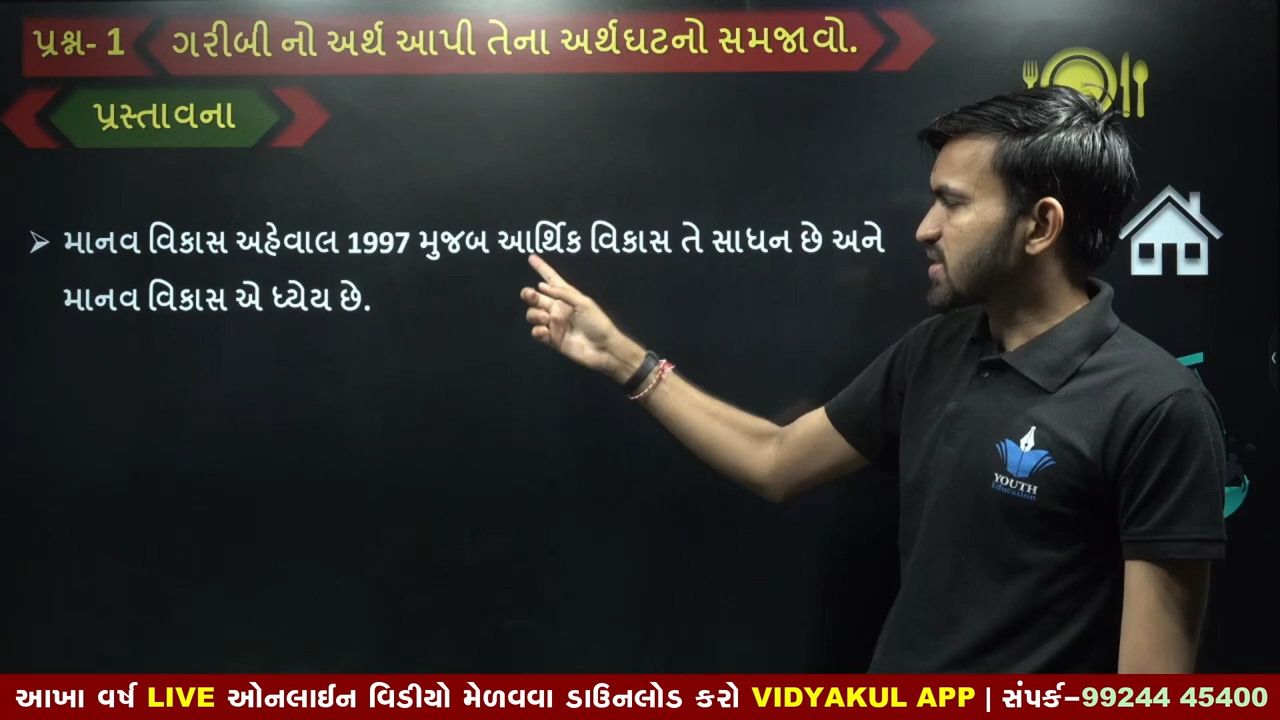 પ્રશ્ન- 1 ગરીબી નો અર્થ આપી તેના અર્થઘટનો સમજાવો.
પ્રસ્તાવના
માનવ વિકાસ અહેવાલ 1997 મુજબ આર્થિક વિકાસ તે સાધન છે અને
માનવ વિકાસ એ ધ્યેય છે.
YOUTH
Education
આખા વર્ષ LIVE ઓનલાઈન વિડીયો મેળવવા ડાઉનલોડ કરો VIDYAKUL APP | સંપર્ક–99244 45400